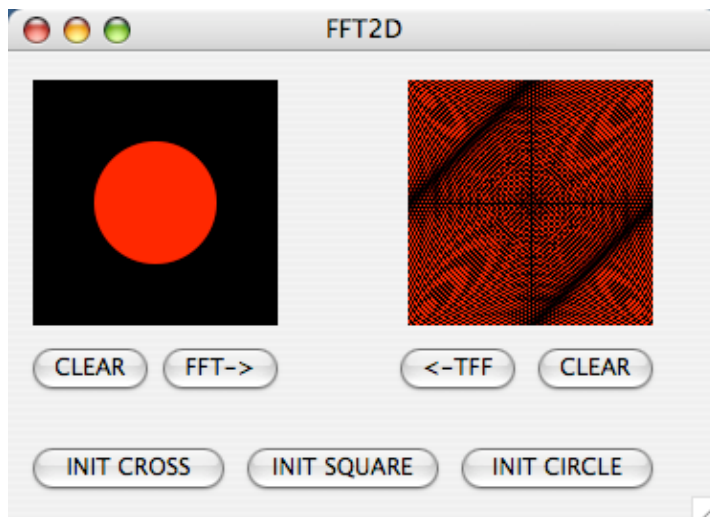 FFT2D
CLEAR FFT-> <-TFF CLEAR
INIT CROSS INIT SQUARE INIT CIRCLE